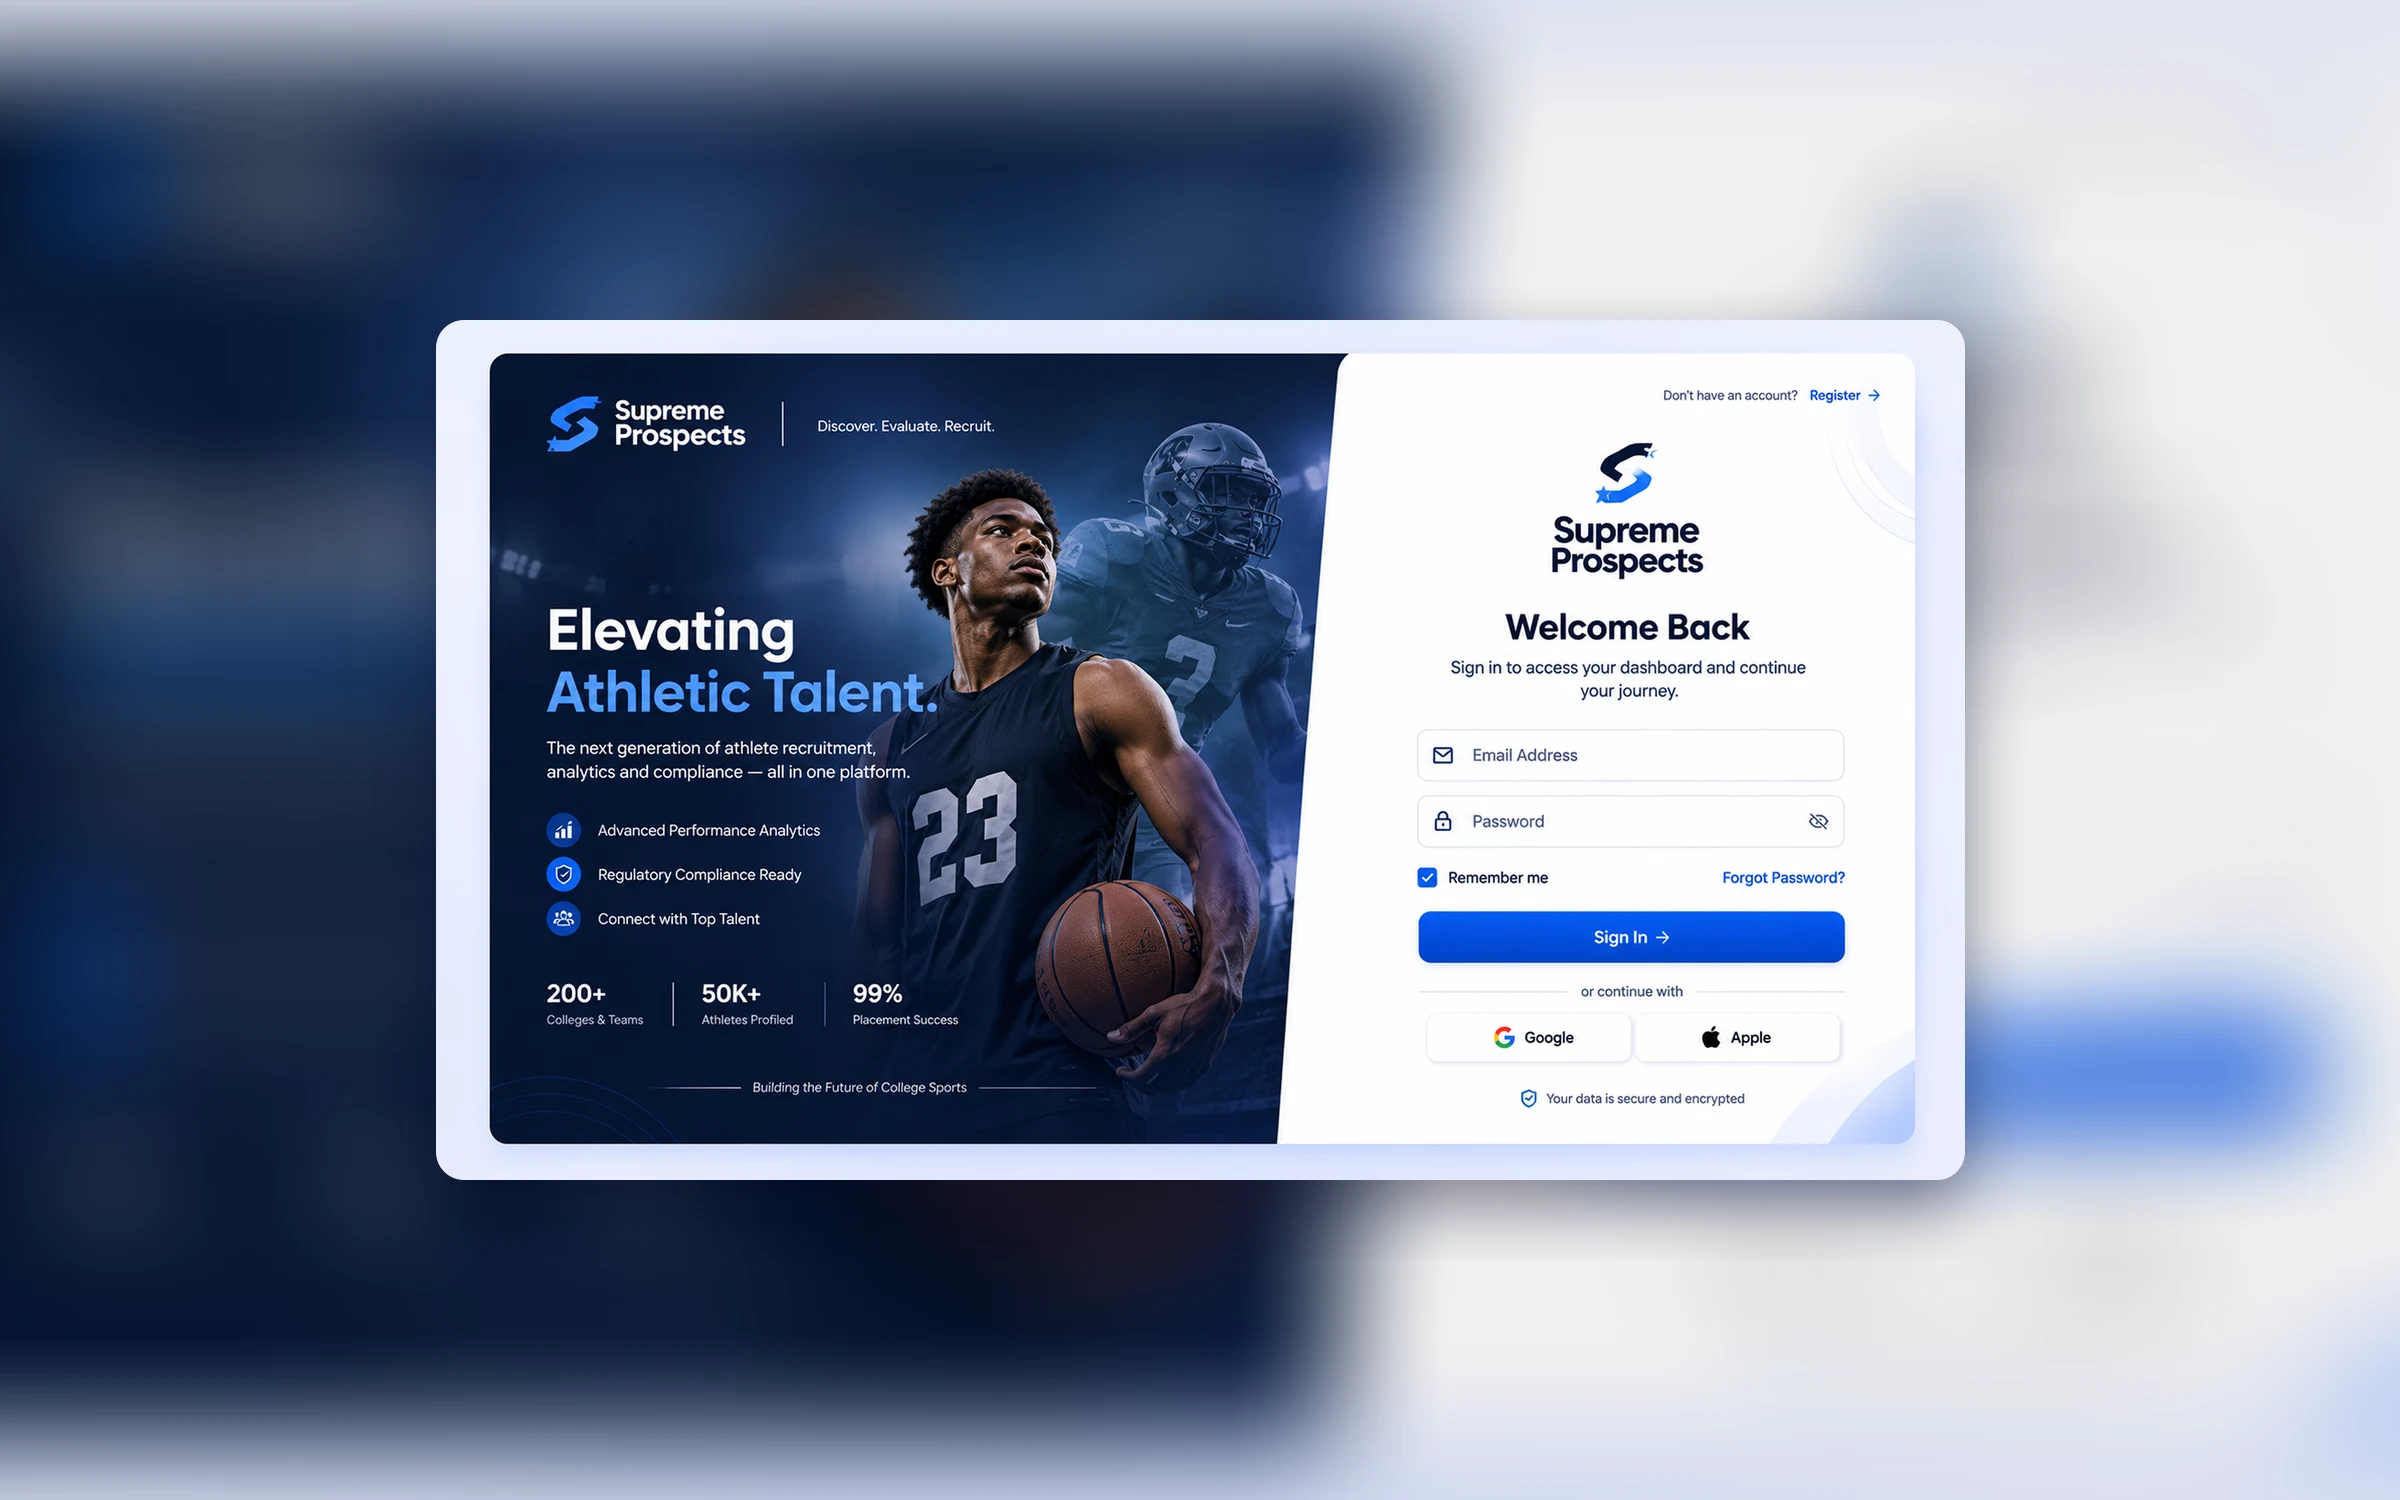 Supreme
Prospects
Discover. Evaluate. Recruit.
Elevating
Athletic Talent.
The next generation of athlete recruitment,
analytics and compliance — all in one platform.
Advanced Performance Analytics
Regulatory Compliance Ready
Connect with Top Talent
200+
Colleges & Teams
50K+
Athletes Profiled
99%
Placement Success
Building the Future of College Sports
23
2
Don't have an account? Register
Supreme
Prospects
Welcome Back
Sign in to access your dashboard and continue
your journey.
Email Address
Password
Remember me
Forgot Password?
Sign In
or continue with
Google
Apple
Your data is secure and encrypted